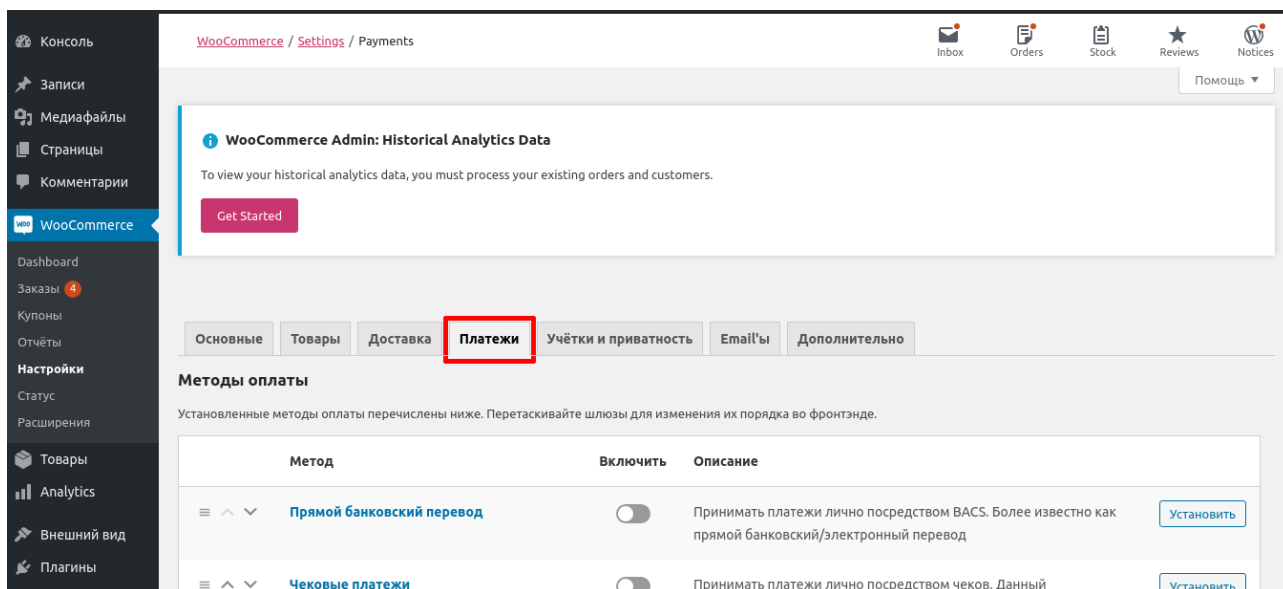 Консоль
WooCommerce / Settings / Payments
Inbox
Orders
Stock
Reviews
Notices
Помощь
Записи
Медиафайлы
Страницы
Комментарии
WooCommerce
Dashboard
Заказы 4
Купоны
Отчёты
Настройки
Статус
Расширения
Товары
Analytics
Внешний вид
Плагины
WooCommerce Admin: Historical Analytics Data
To view your historical analytics data, you must process your existing orders and customers.
Get Started
Основные Товары Доставка Платежи Учётки и приватность Email'ы Дополнительно
Методы оплаты
Установленные методы оплаты перечислены ниже. Перетаскивайте шлюзы для изменения их порядка во фронтэнде.
Метод Включить Описание
Прямой банковский перевод
Принимать платежи лично посредством BACS. Более известно как
прямой банковский/электронный перевод
Установить
Чековые платежи
Принимать платежи лично посредством чеков. Данный
Установить